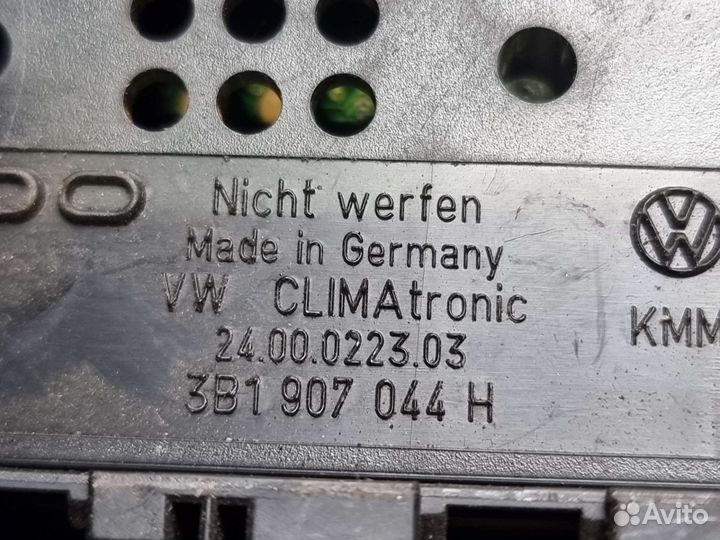 Nicht werfen
Made in Germany
VW CLIMAtronic
KMM
24.00.0223.03
3B1 907 044 H
Avito